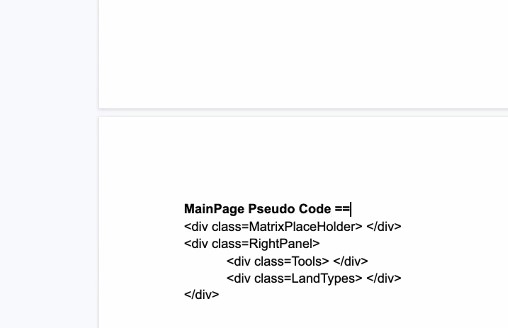 MainPage Pseudo Code ==
<div class=MatrixPlaceHolder> </div>
<div class=RightPanel>
<div class=Tools> </div>
<div class=LandTypes> </div>
</div>